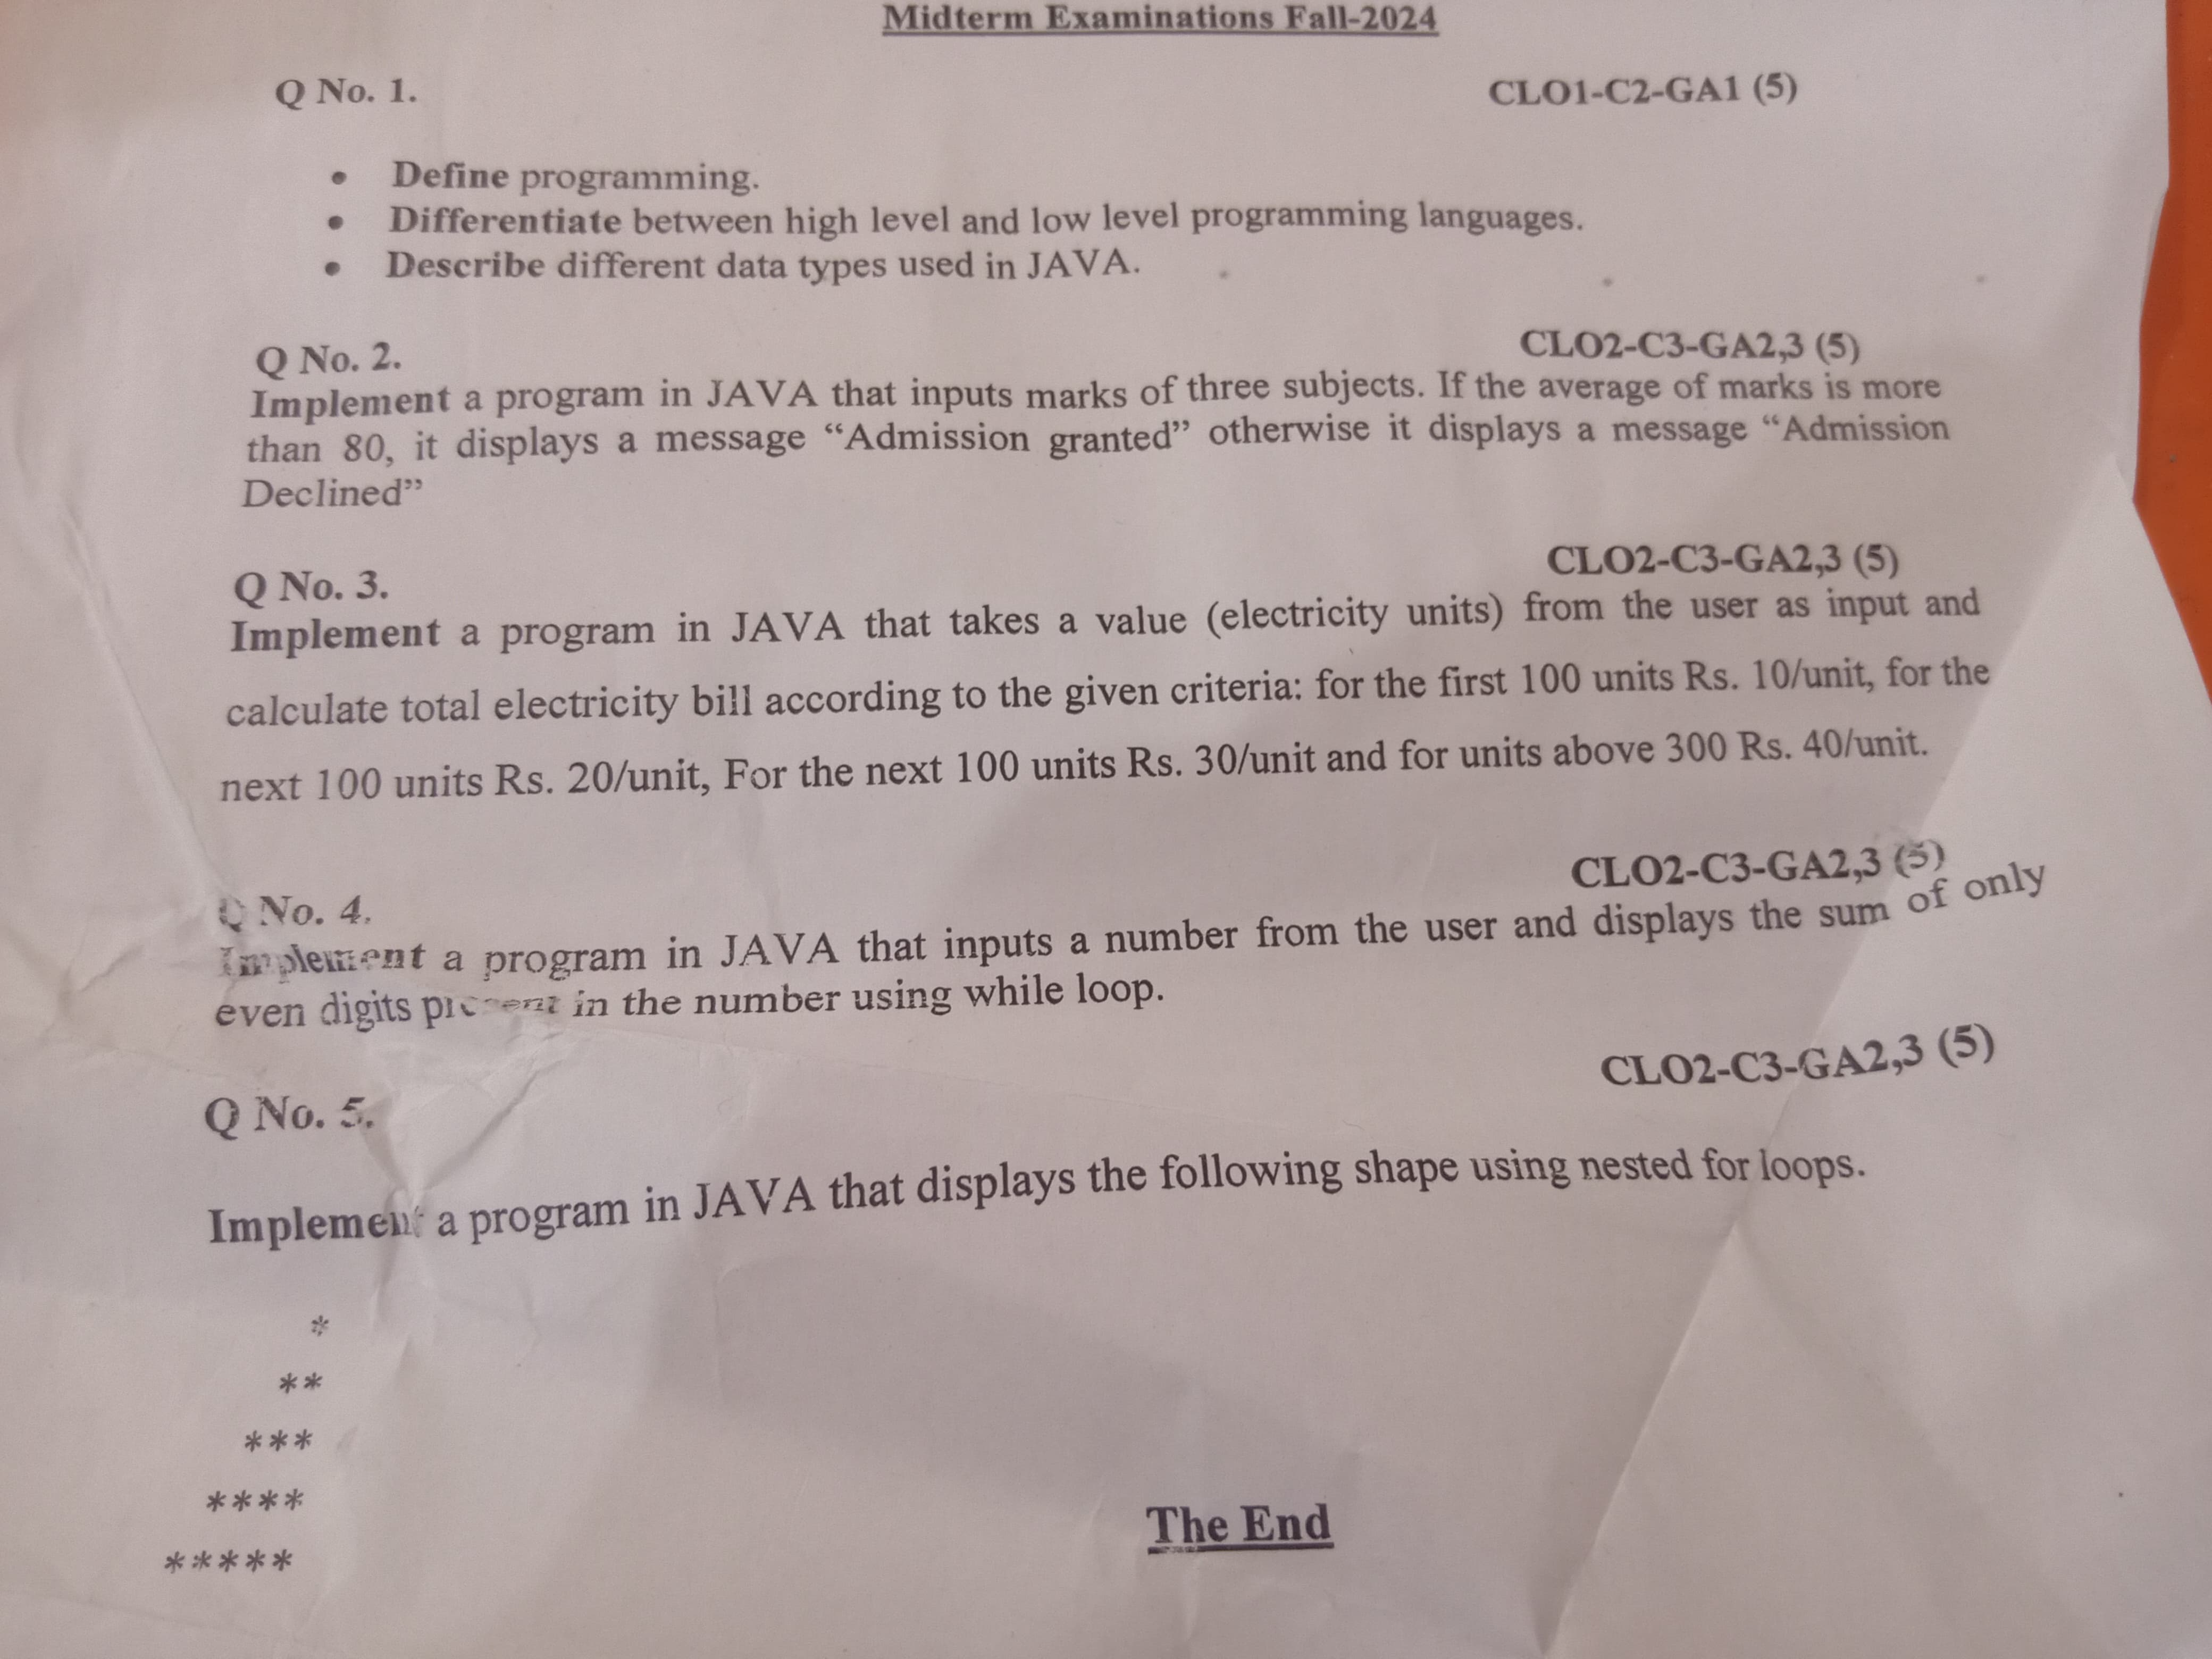 Midterm Examinations Fall-2024
Q No. 1. CLO1-C2-GA1 (5)
• Define programming.
• Differentiate between high level and low level programming languages.
• Describe different data types used in JAVA.
Q No. 2. CLO2-C3-GA2,3 (5)
Implement a program in JAVA that inputs marks of three subjects. If the average of marks is more
than 80, it displays a message “Admission granted” otherwise it displays a message “Admission
Declined”
Q No. 3. CLO2-C3-GA2,3 (5)
Implement a program in JAVA that takes a value (electricity units) from the user as input and
calculate total electricity bill according to the given criteria: for the first 100 units Rs. 10/unit, for the
next 100 units Rs. 20/unit, For the next 100 units Rs. 30/unit and for units above 300 Rs. 40/unit.
Q No. 4. CLO2-C3-GA2,3 (5)
Implement a program in JAVA that inputs a number from the user and displays the sum of only
even digits present in the number using while loop.
Q No. 5. CLO2-C3-GA2,3 (5)
Implement a program in JAVA that displays the following shape using nested for loops.
*
**
***
****
*****
The End